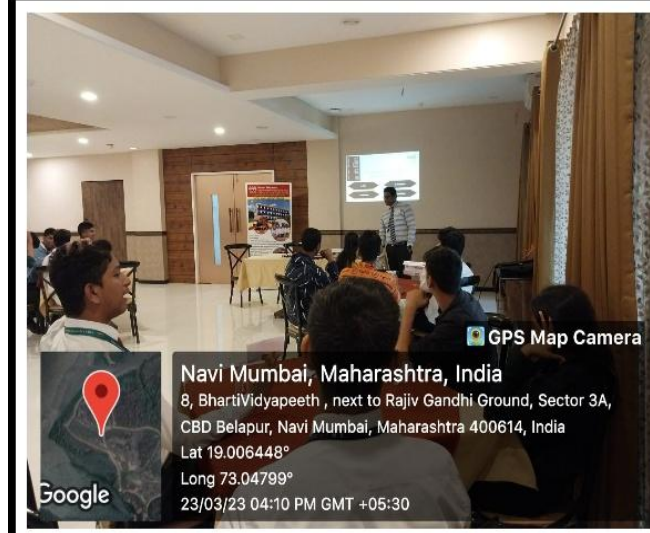 GPS Map Camera
Navi Mumbai, Maharashtra, India
8, BhartiVidyapeeth , next to Rajiv Gandhi Ground, Sector 3A,
CBD Belapur, Navi Mumbai, Maharashtra 400614, India
Lat 19.006448°
Long 73.04799°
23/03/23 04:10 PM GMT +05:30
Google